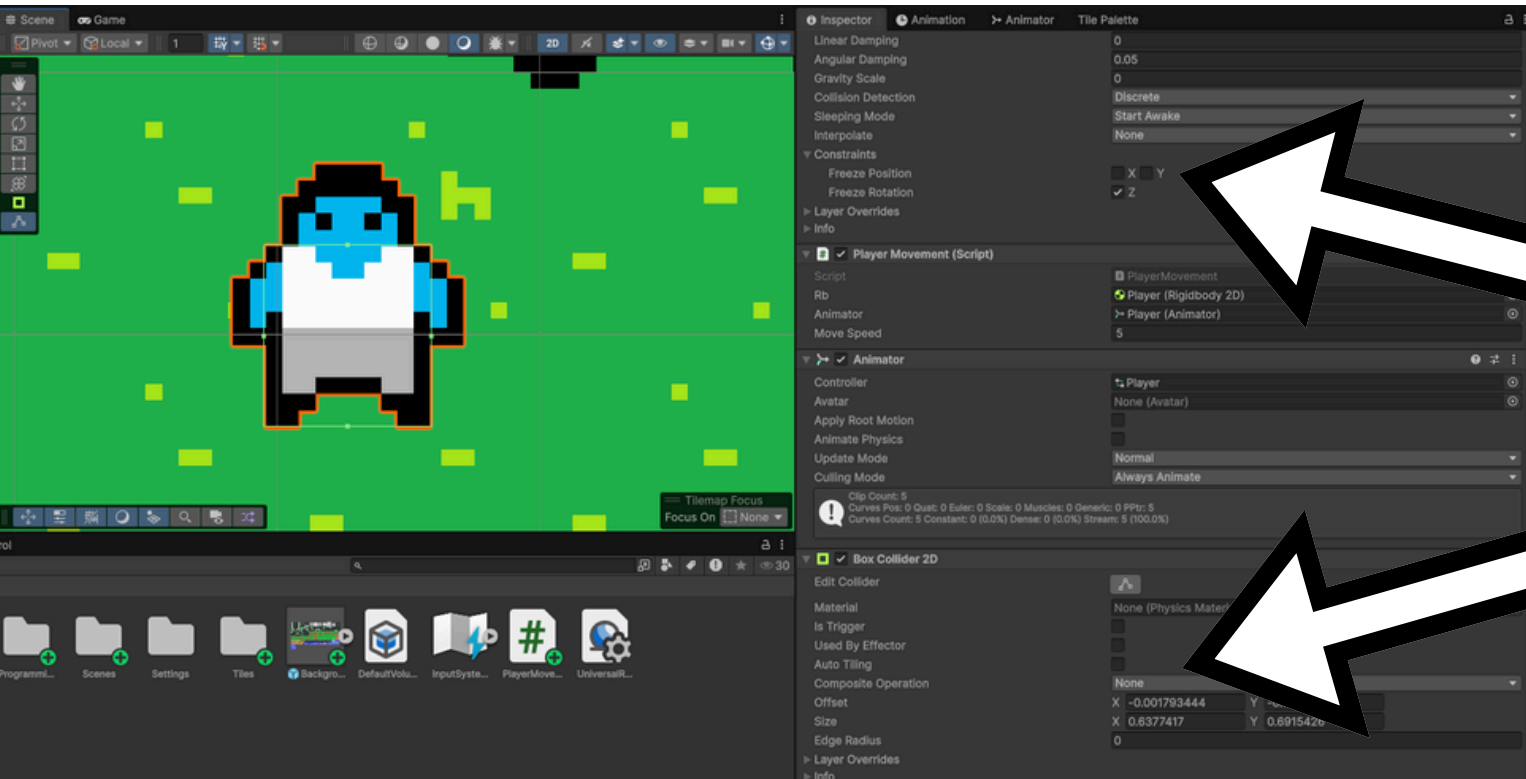 Scene Game
Pivot Local 1 2D
Tilemap Focus
Focus On None
rol
30
Programmi... Scenes Settings Tiles Backgro... DefaultVolu... InputSyste... PlayerMove... UniversalR...
Inspector Animation Animator Tile Palette
Linear Damping 0
Angular Damping 0.05
Gravity Scale 0
Collision Detection Discrete
Sleeping Mode Start Awake
Interpolate None
Constraints
Freeze Position X Y
Freeze Rotation Z
Layer Overrides
Info
# Player Movement (Script)
Script PlayerMovement
Rb Player (Rigidbody 2D)
Animator Player (Animator)
Move Speed 5
Animator
Controller Player
Avatar None (Avatar)
Apply Root Motion
Animate Physics
Update Mode Normal
Culling Mode Always Animate
Clip Count: 5
Curves Pos: 0 Quat: 0 Euler: 0 Scale: 0 Muscles: 0 Generic: 0 PPtr: 5
Curves Count: 5 Constant: 0 (0.0%) Dense: 0 (0.0%) Stream: 5 (100.0%)
Box Collider 2D
Edit Collider
Material None (Physics Mater
Is Trigger
Used By Effector
Auto Tiling
Composite Operation None
Offset X -0.001793444 Y
Size X 0.6377417 Y 0.6915426
Edge Radius 0
Layer Overrides
Info